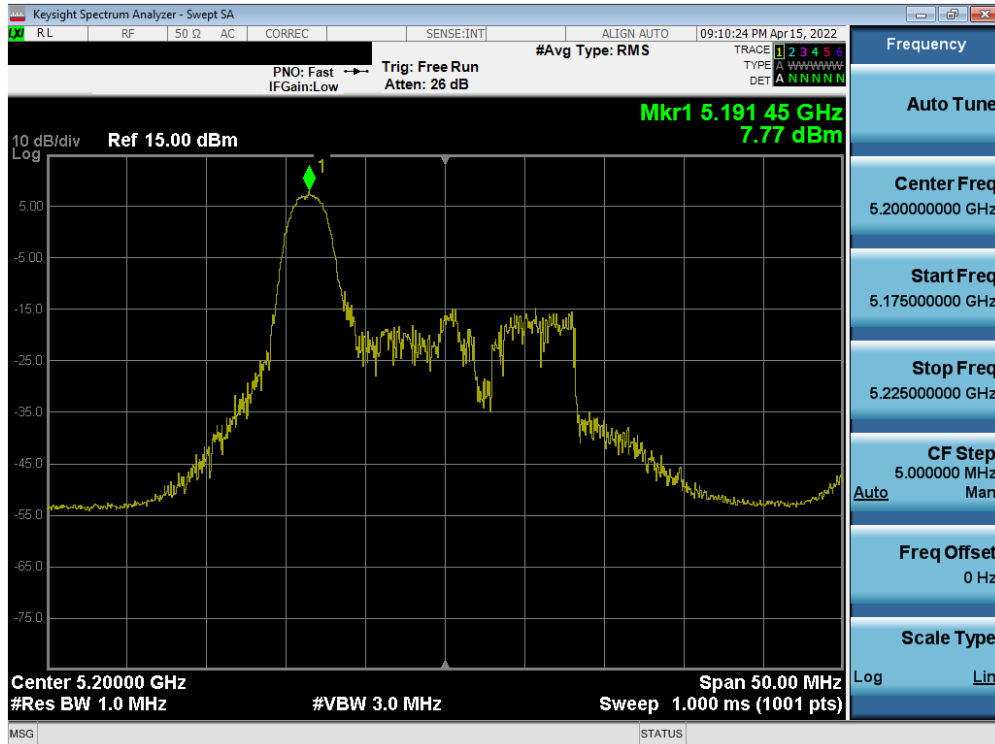 Keysight Spectrum Analyzer - Swept SA
LXI RL RF 50 Ω AC CORREC SENSE:INT ALIGN AUTO 09:10:24 PM Apr 15, 2022
#Avg Type: RMS TRACE 1 2 3 4 5 6
PNO: Fast Trig: Free Run TYPE A WWWWW
IFGain:Low Atten: 26 dB DET A N N N N N
Mkr1 5.191 45 GHz
7.77 dBm
10 dB/div Ref 15.00 dBm
Log
1
5.00
-5.00
-15.0
-25.0
-35.0
-45.0
-55.0
-65.0
-75.0
Center 5.20000 GHz Span 50.00 MHz
#Res BW 1.0 MHz #VBW 3.0 MHz Sweep 1.000 ms (1001 pts)
MSG STATUS
Frequency
Auto Tune
Center Freq
5.200000000 GHz
Start Freq
5.175000000 GHz
Stop Freq
5.225000000 GHz
CF Step
5.000000 MHz
Auto Man
Freq Offset
0 Hz
Scale Type
Log Lin